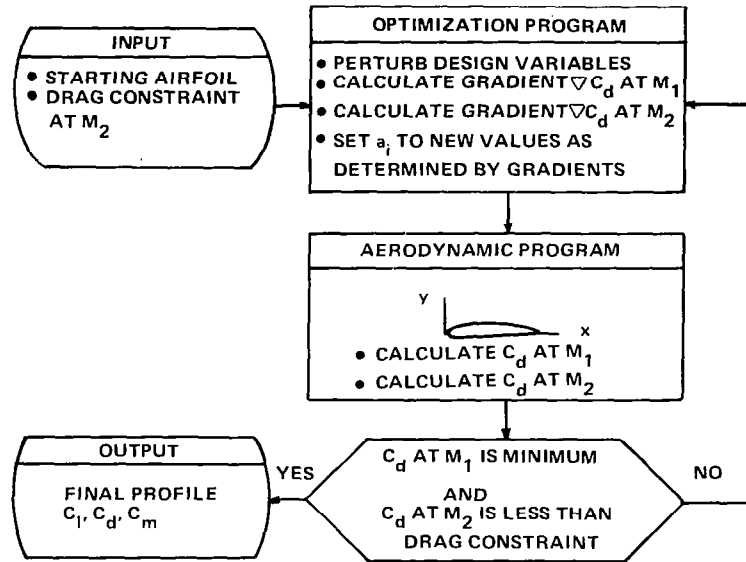 INPUT
• STARTING AIRFOIL
• DRAG CONSTRAINT
AT M2
OPTIMIZATION PROGRAM
• PERTURB DESIGN VARIABLES
• CALCULATE GRADIENT ∇ Cd AT M1
• CALCULATE GRADIENT ∇Cd AT M2
• SET ai TO NEW VALUES AS
DETERMINED BY GRADIENTS
AERODYNAMIC PROGRAM
y
x
• CALCULATE Cd AT M1
• CALCULATE Cd AT M2
Cd AT M1 IS MINIMUM
AND
Cd AT M2 IS LESS THAN
DRAG CONSTRAINT
YES
NO
OUTPUT
FINAL PROFILE
Cl, Cd, Cm